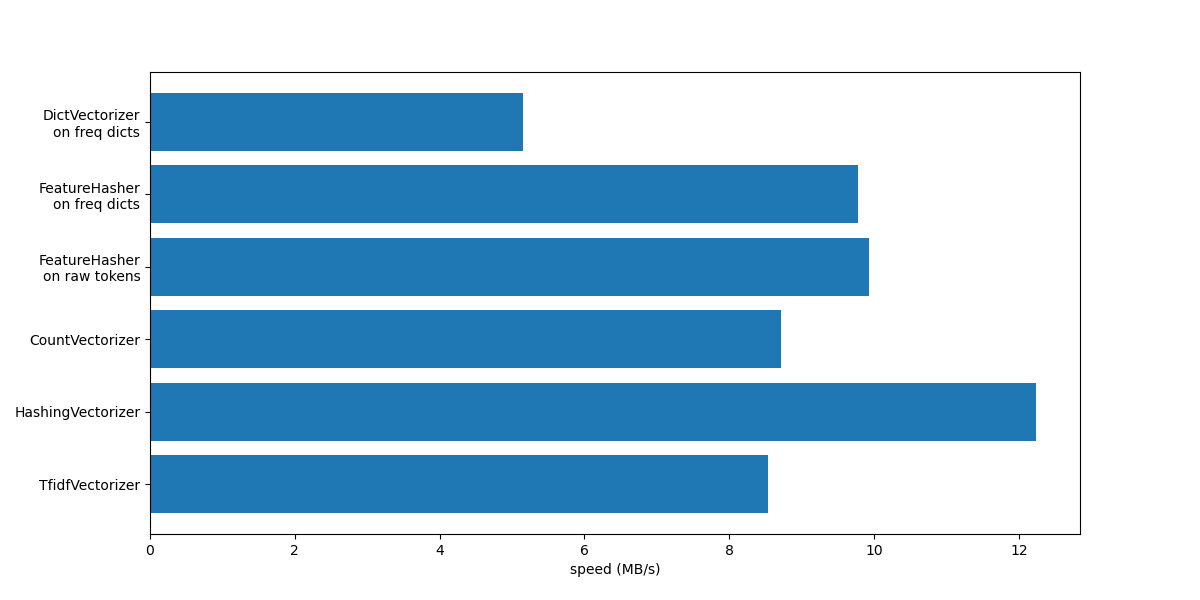 DictVectorizer
on freq dicts
FeatureHasher
on freq dicts
FeatureHasher
on raw tokens
CountVectorizer
HashingVectorizer
TfidfVectorizer
0 2 4 6 8 10 12
speed (MB/s)